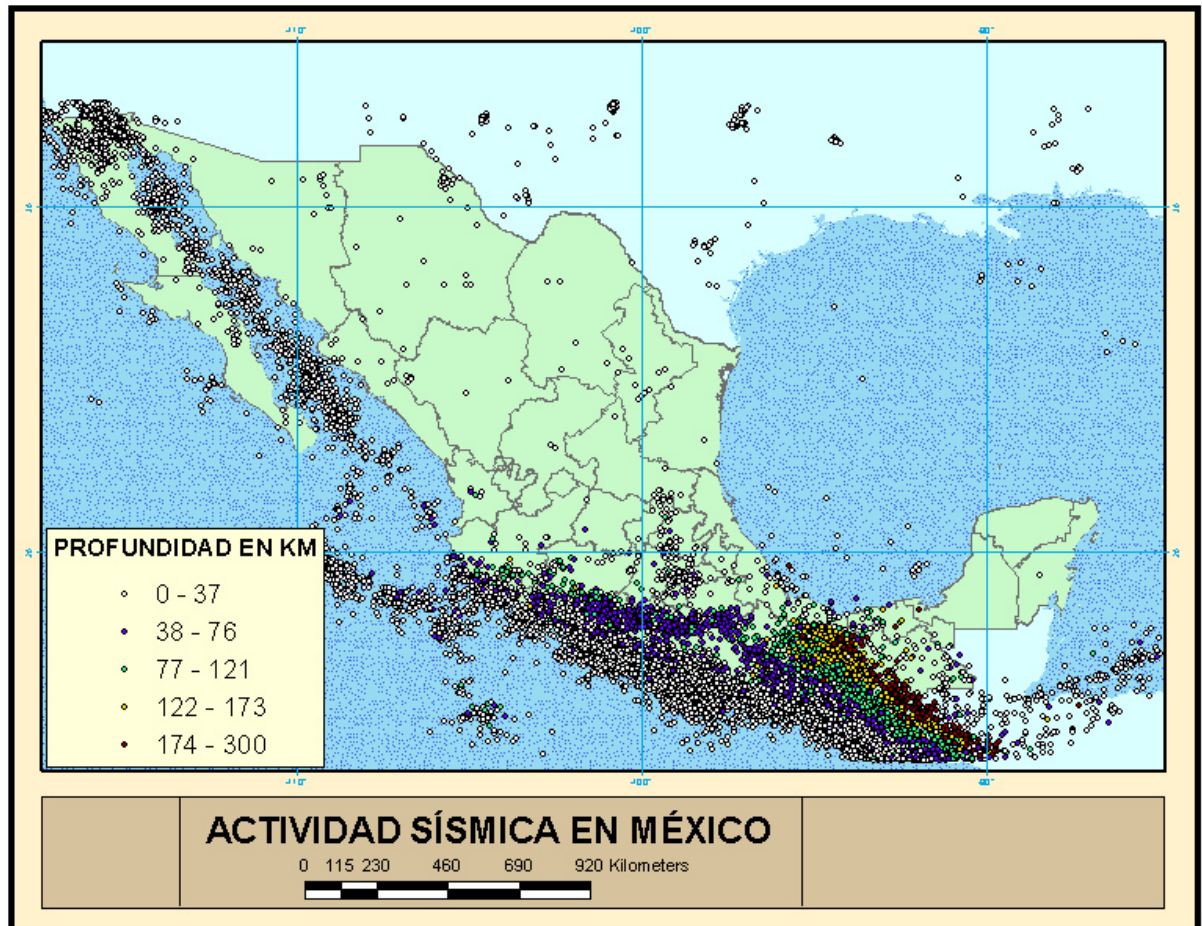 PROFUNDIDAD EN KM
0 - 37
38 - 76
77 - 121
122 - 173
174 - 300
ACTIVIDAD SÍSMICA EN MÉXICO
0 115 230 460 690 920 Kilometers